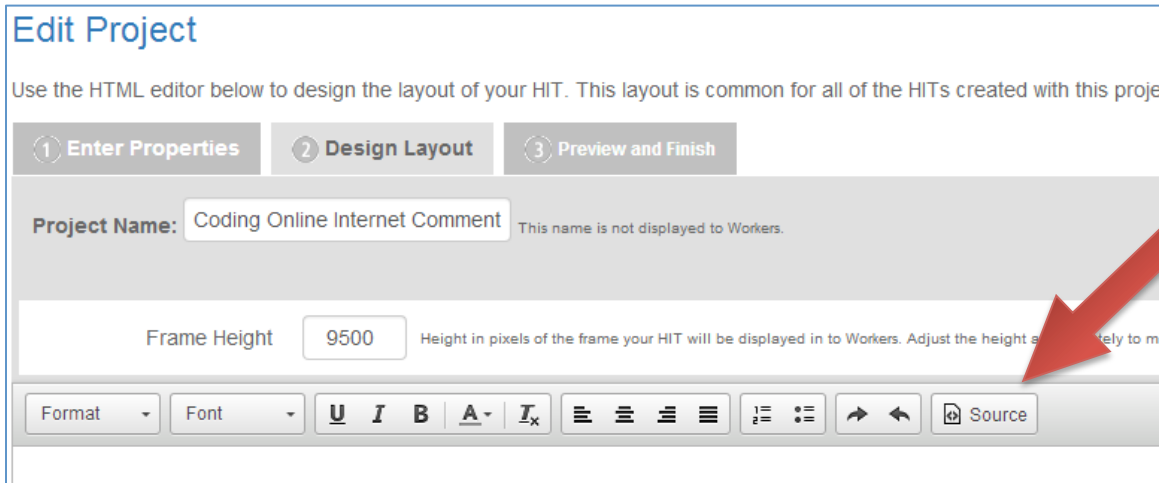 Edit Project
Use the HTML editor below to design the layout of your HIT. This layout is common for all of the HITs created with this
1 Enter Properties 2 Design Layout 3 Preview and Finish
Project Name: Coding Online Internet Comment This name is not displayed to Workers.
Frame Height 9500 Height in pixels of the frame your HIT will be displayed in to Workers. Adjust the height to
Format Font U I B A Tx Source